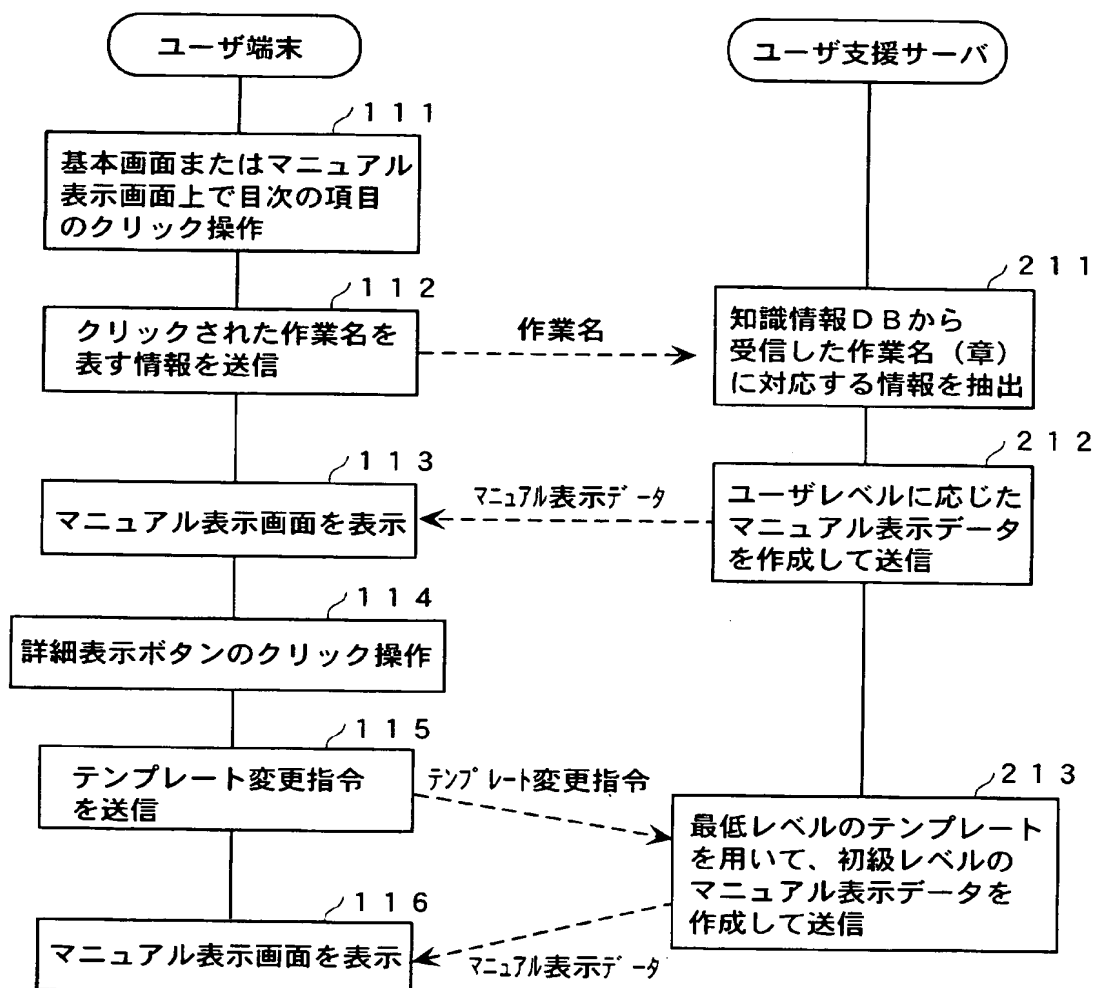 ユーザ端末
ユーザ支援サーバ
111
基本画面またはマニュアル
表示画面上で目次の項目
のクリック操作
112
クリックされた作業名を
表す情報を送信
作業名
211
知識情報DBから
受信した作業名（章）
に対応する情報を抽出
212
ユーザレベルに応じた
マニュアル表示データ
を作成して送信
マニュアル表示データ
113
マニュアル表示画面を表示
114
詳細表示ボタンのクリック操作
115
テンプレート変更指令
を送信
テンプレート変更指令
213
最低レベルのテンプレート
を用いて、初級レベルの
マニュアル表示データを
作成して送信
116
マニュアル表示画面を表示
マニュアル表示データ